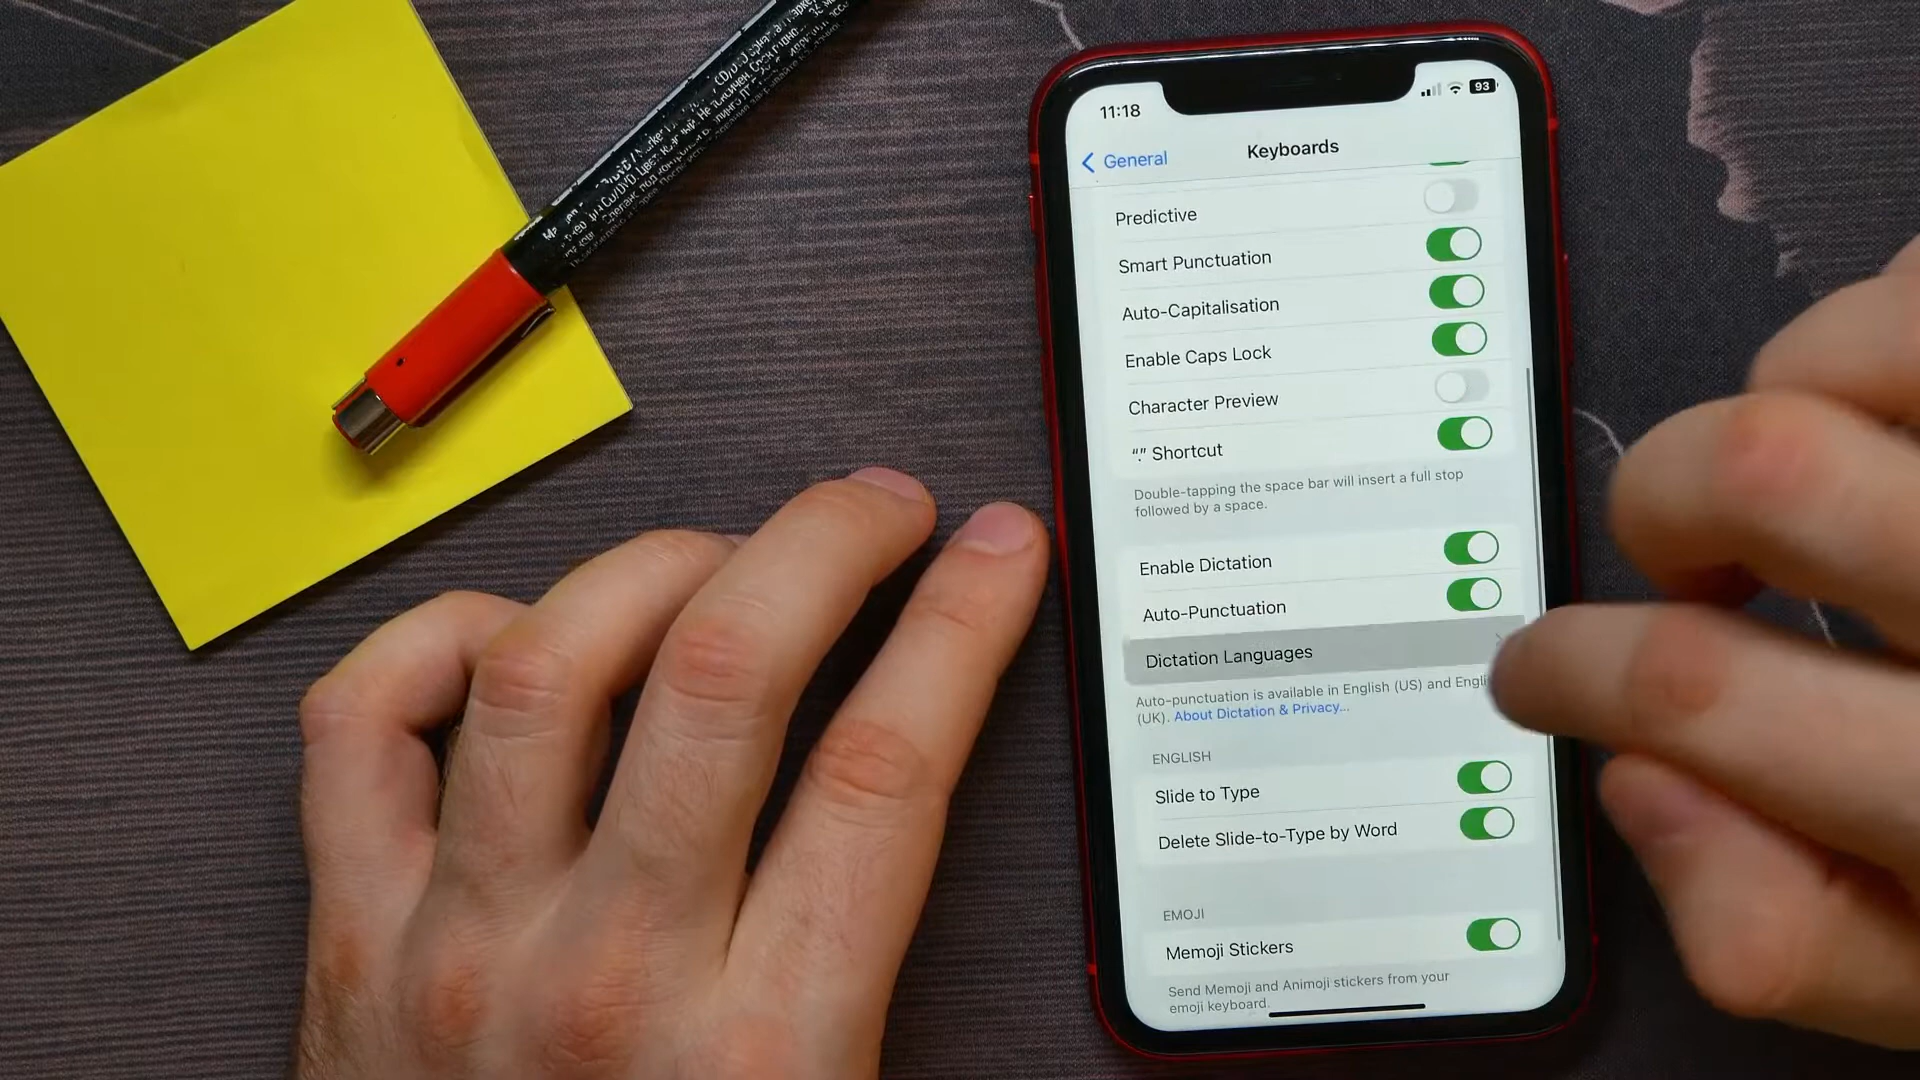 11:18
93
General
Keyboards
Predictive
Smart Punctuation
Auto-Capitalisation
Enable Caps Lock
Character Preview
“.” Shortcut
Double-tapping the space bar will insert a full stop
followed by a space.
Enable Dictation
Auto-Punctuation
Dictation Languages
Auto-punctuation is available in English (US) and
(UK). About Dictation & Privacy...
ENGLISH
Slide to Type
Delete Slide-to-Type by Word
EMOJI
Memoji Stickers
Send Memoji and Animoji stickers from your
emoji keyboard.